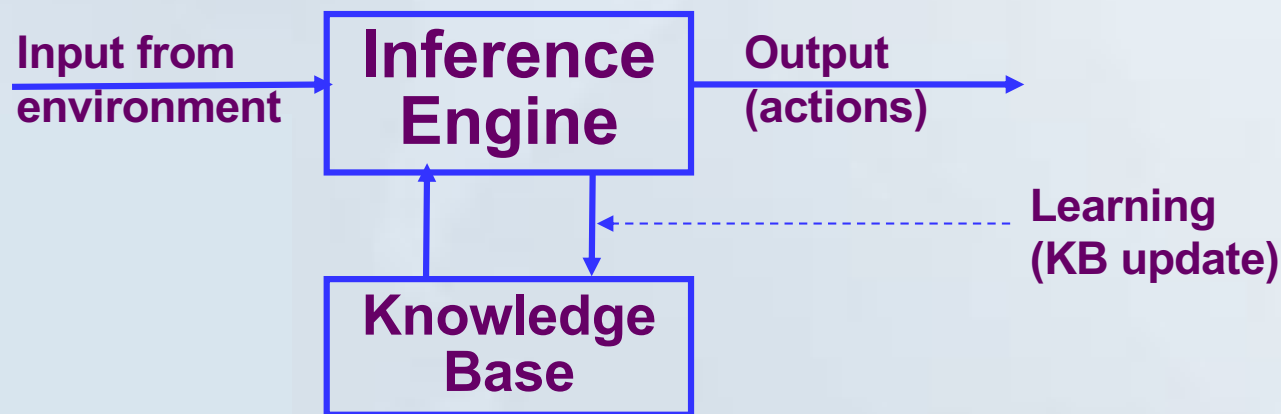 Input from
environment
Inference
Engine
Output
(actions)
Learning
(KB update)
Knowledge
Base